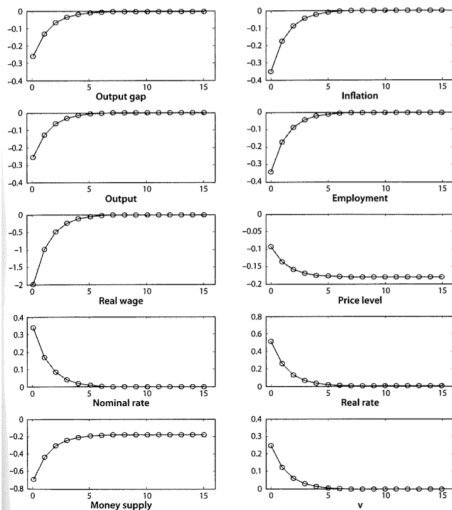 0
−0.1
−0.2
−0.3
−0.4
0 5 10 15
Output gap
0
−0.1
−0.2
−0.3
−0.4
0 5 10 15
Inflation
0
−0.1
−0.2
−0.3
−0.4
0 5 10 15
Output
0
−0.1
−0.2
−0.3
−0.4
0 5 10 15
Employment
0
−0.5
−1
−1.5
−2
0 5 10 15
Real wage
0
−0.05
−0.1
−0.15
−0.2
0 5 10 15
Price level
0.4
0.3
0.2
0.1
0
0 5 10 15
Nominal rate
0.8
0.6
0.4
0.2
0
0 5 10 15
Real rate
0
−0.2
−0.4
−0.6
−0.8
0 5 10 15
Money supply
0.4
0.3
0.2
0.1
0
0 5 10 15
v